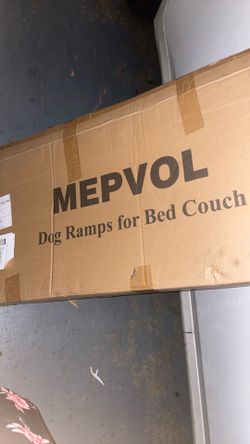 MEPVOL
Dog Ramps for Bed Couch